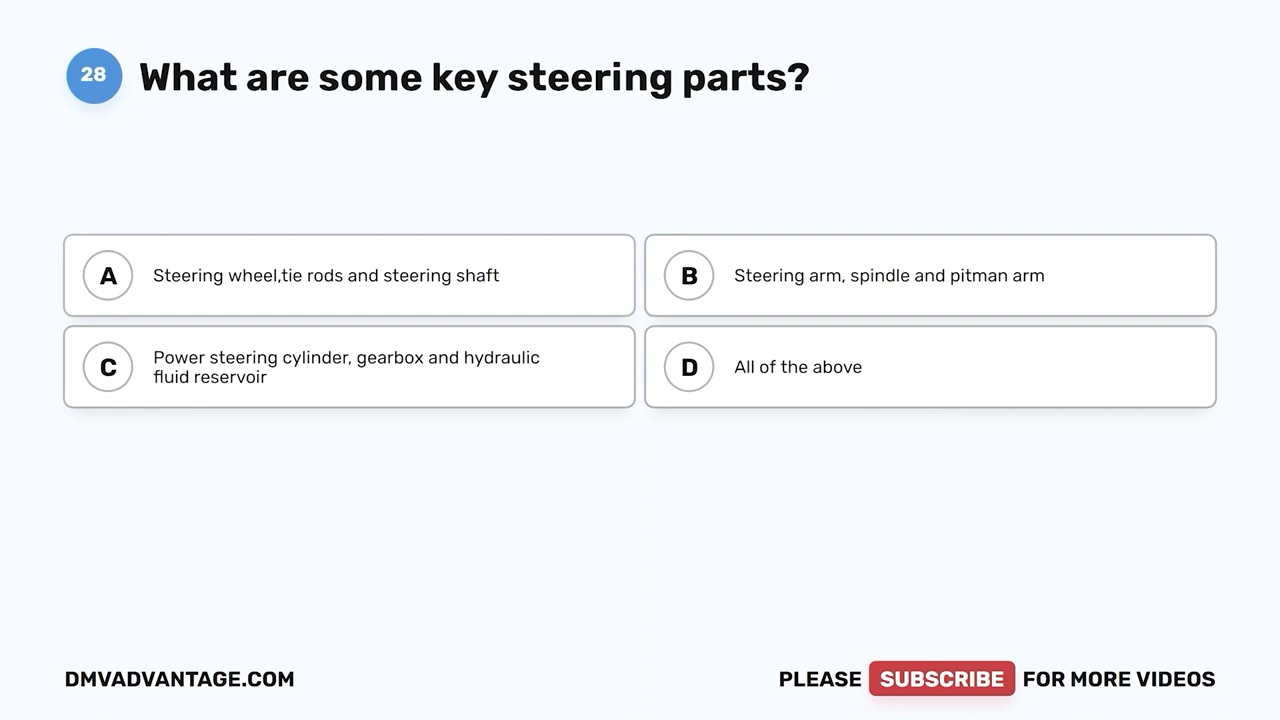 28 What are some key steering parts?
A Steering wheel,tie rods and steering shaft
B Steering arm, spindle and pitman arm
C Power steering cylinder, gearbox and hydraulic
fluid reservoir
D All of the above
DMVADVANTAGE.COM
PLEASE SUBSCRIBE FOR MORE VIDEOS